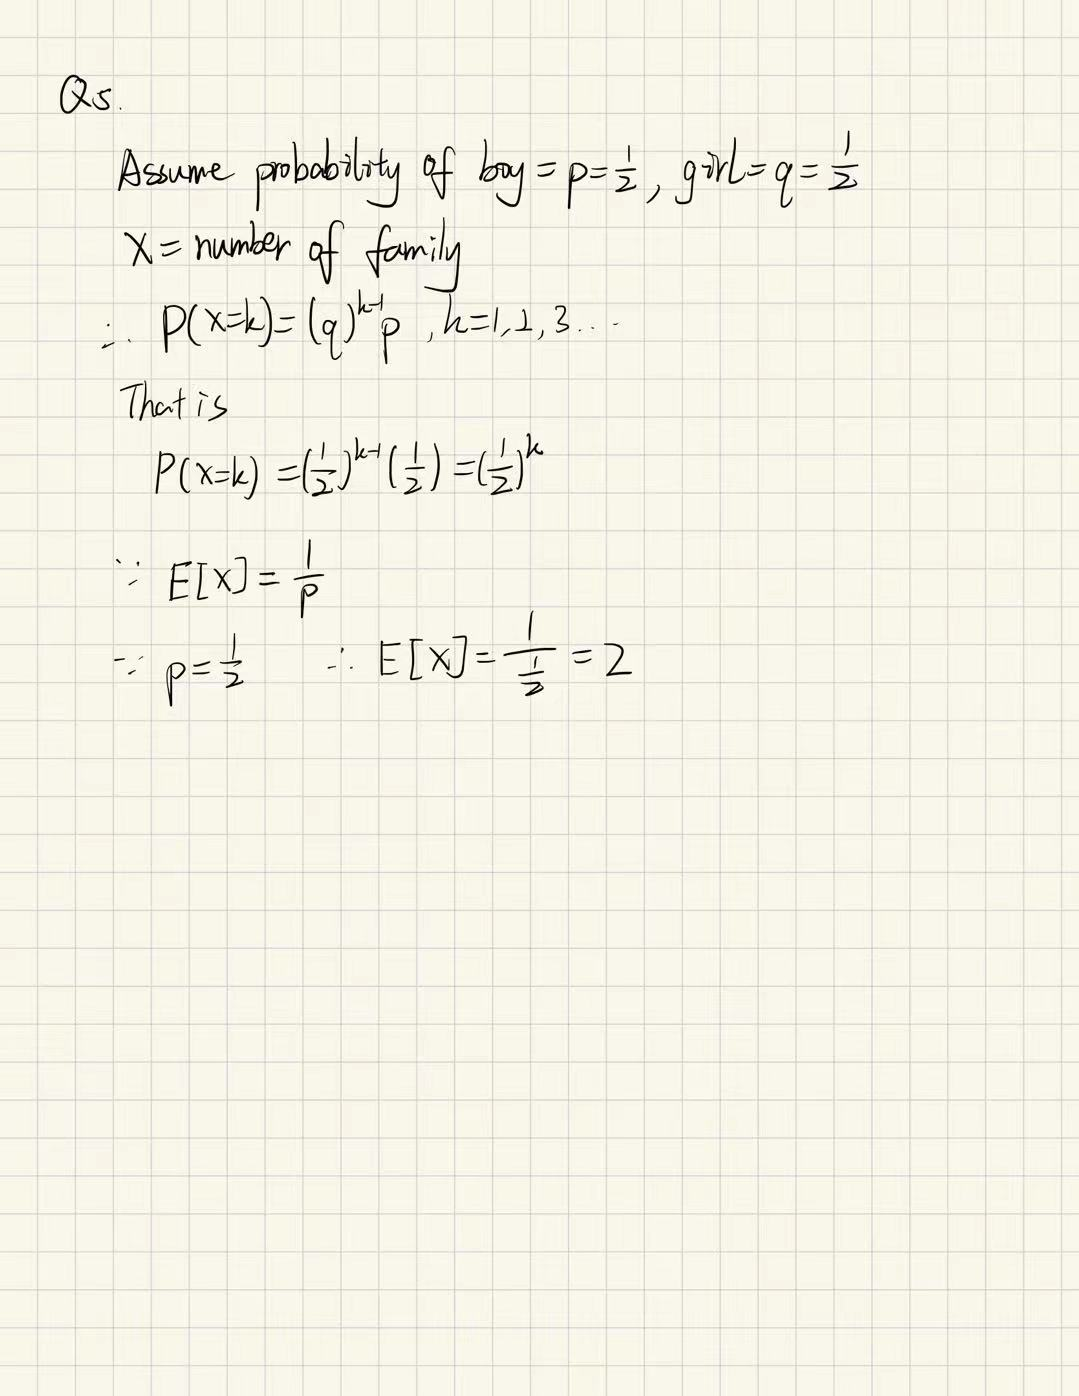 Q5.
Assume probability of boy = p = 1/2, girl = q = 1/2
X = number of family
∴ P(X=k) = (q)^{k-1} p , k=1,2,3...
That is
P(X=k) = (1/2)^{k-1} (1/2) = (1/2)^k
∵ E[X] = 1/p
∵ p = 1/2 ∴ E[X] = 1/(1/2) = 2